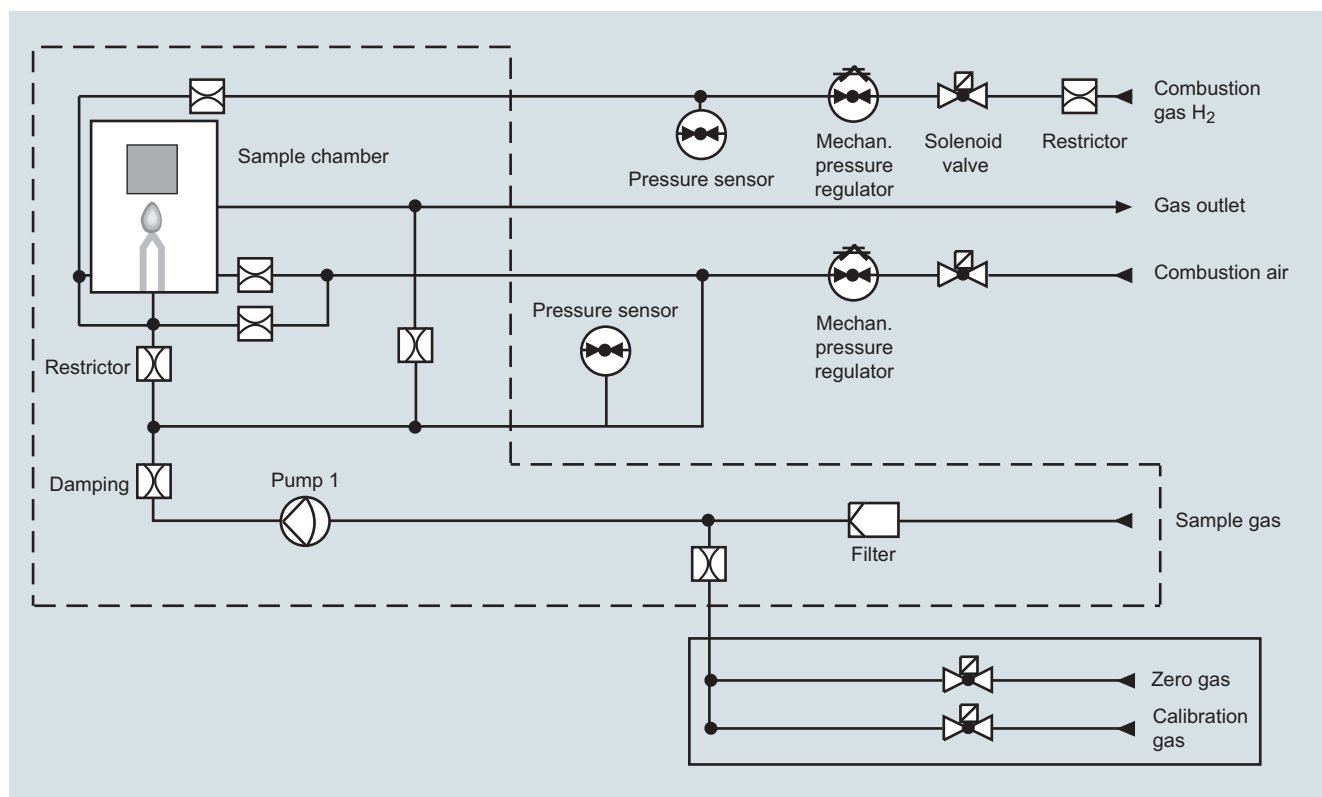 Combustion
gas H₂
Sample chamber
Pressure sensor
Mechan.
pressure
regulator
Solenoid
valve
Restrictor
Gas outlet
Combustion air
Pressure sensor
Mechan.
pressure
regulator
Restrictor
Damping
Pump 1
Filter
Sample gas
Zero gas
Calibration
gas